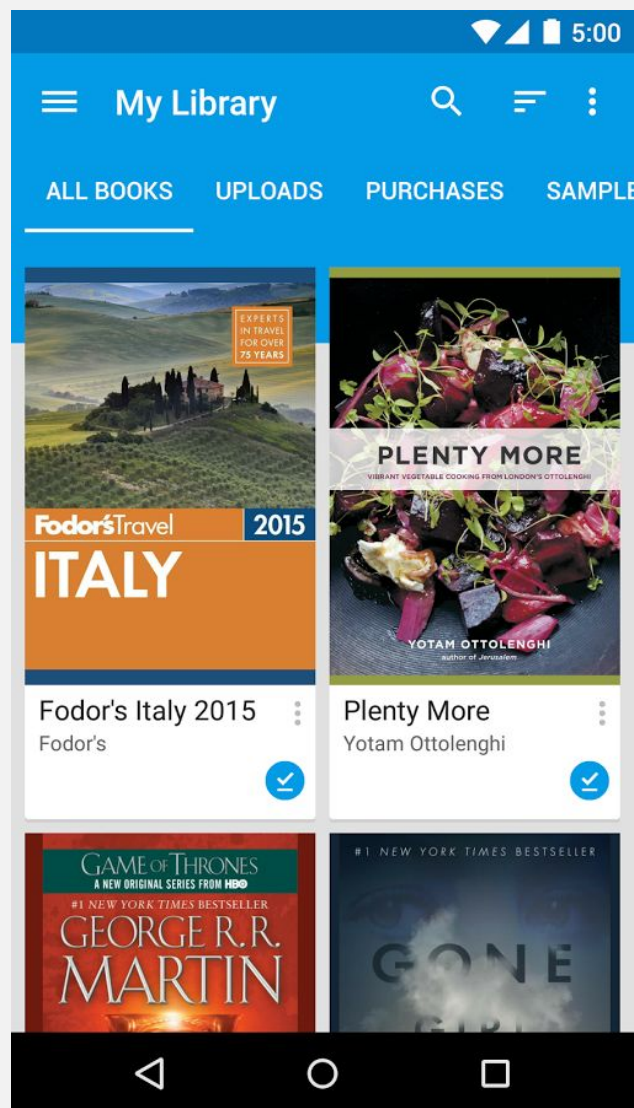 5:00
My Library
ALL BOOKS UPLOADS PURCHASES SAMPLE
EXPERTS
IN TRAVEL
FOR OVER
75 YEARS
Fodor'sTravel 2015
ITALY
PLENTY MORE
VIBRANT VEGETABLE COOKING FROM LONDON'S OTTOLENGHI
YOTAM OTTOLENGHI
author of Jerusalem
Fodor's Italy 2015
Fodor's
Plenty More
Yotam Ottolenghi
GAME OF THRONES
A NEW ORIGINAL SERIES FROM HBO
#1 NEW YORK TIMES BESTSELLER
GEORGE R.R.
MARTIN
#1 NEW YORK TIMES BESTSELLER
GONE
GIRL